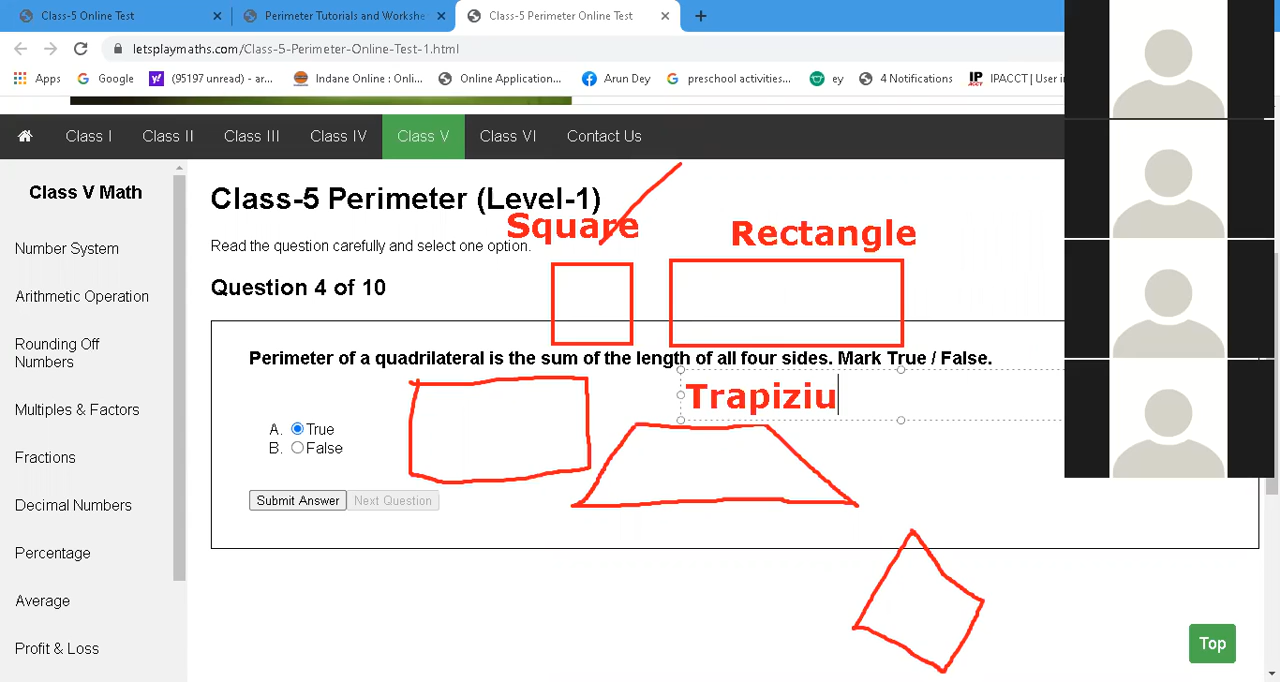 Class-5 Online Test
Perimeter Tutorials and Workshe
Class-5 Perimeter Online Test
letsplaymaths.com/Class-5-Perimeter-Online-Test-1.html
Apps
Google
(95197 unread) - ar...
Indane Online : Onli...
Online Application...
Arun Dey
preschool activities...
ey
4 Notifications
IPACCT | User in
Class I
Class II
Class III
Class IV
Class V
Class VI
Contact Us
Class V Math
Number System
Arithmetic Operation
Rounding Off
Numbers
Multiples & Factors
Fractions
Decimal Numbers
Percentage
Average
Profit & Loss
Class-5 Perimeter (Level-1)
Square
Rectangle
Read the question carefully and select one option.
Question 4 of 10
Perimeter of a quadrilateral is the sum of the length of all four sides. Mark True / False.
Trapiziu
A. True
B. False
Submit Answer
Next Question
Top